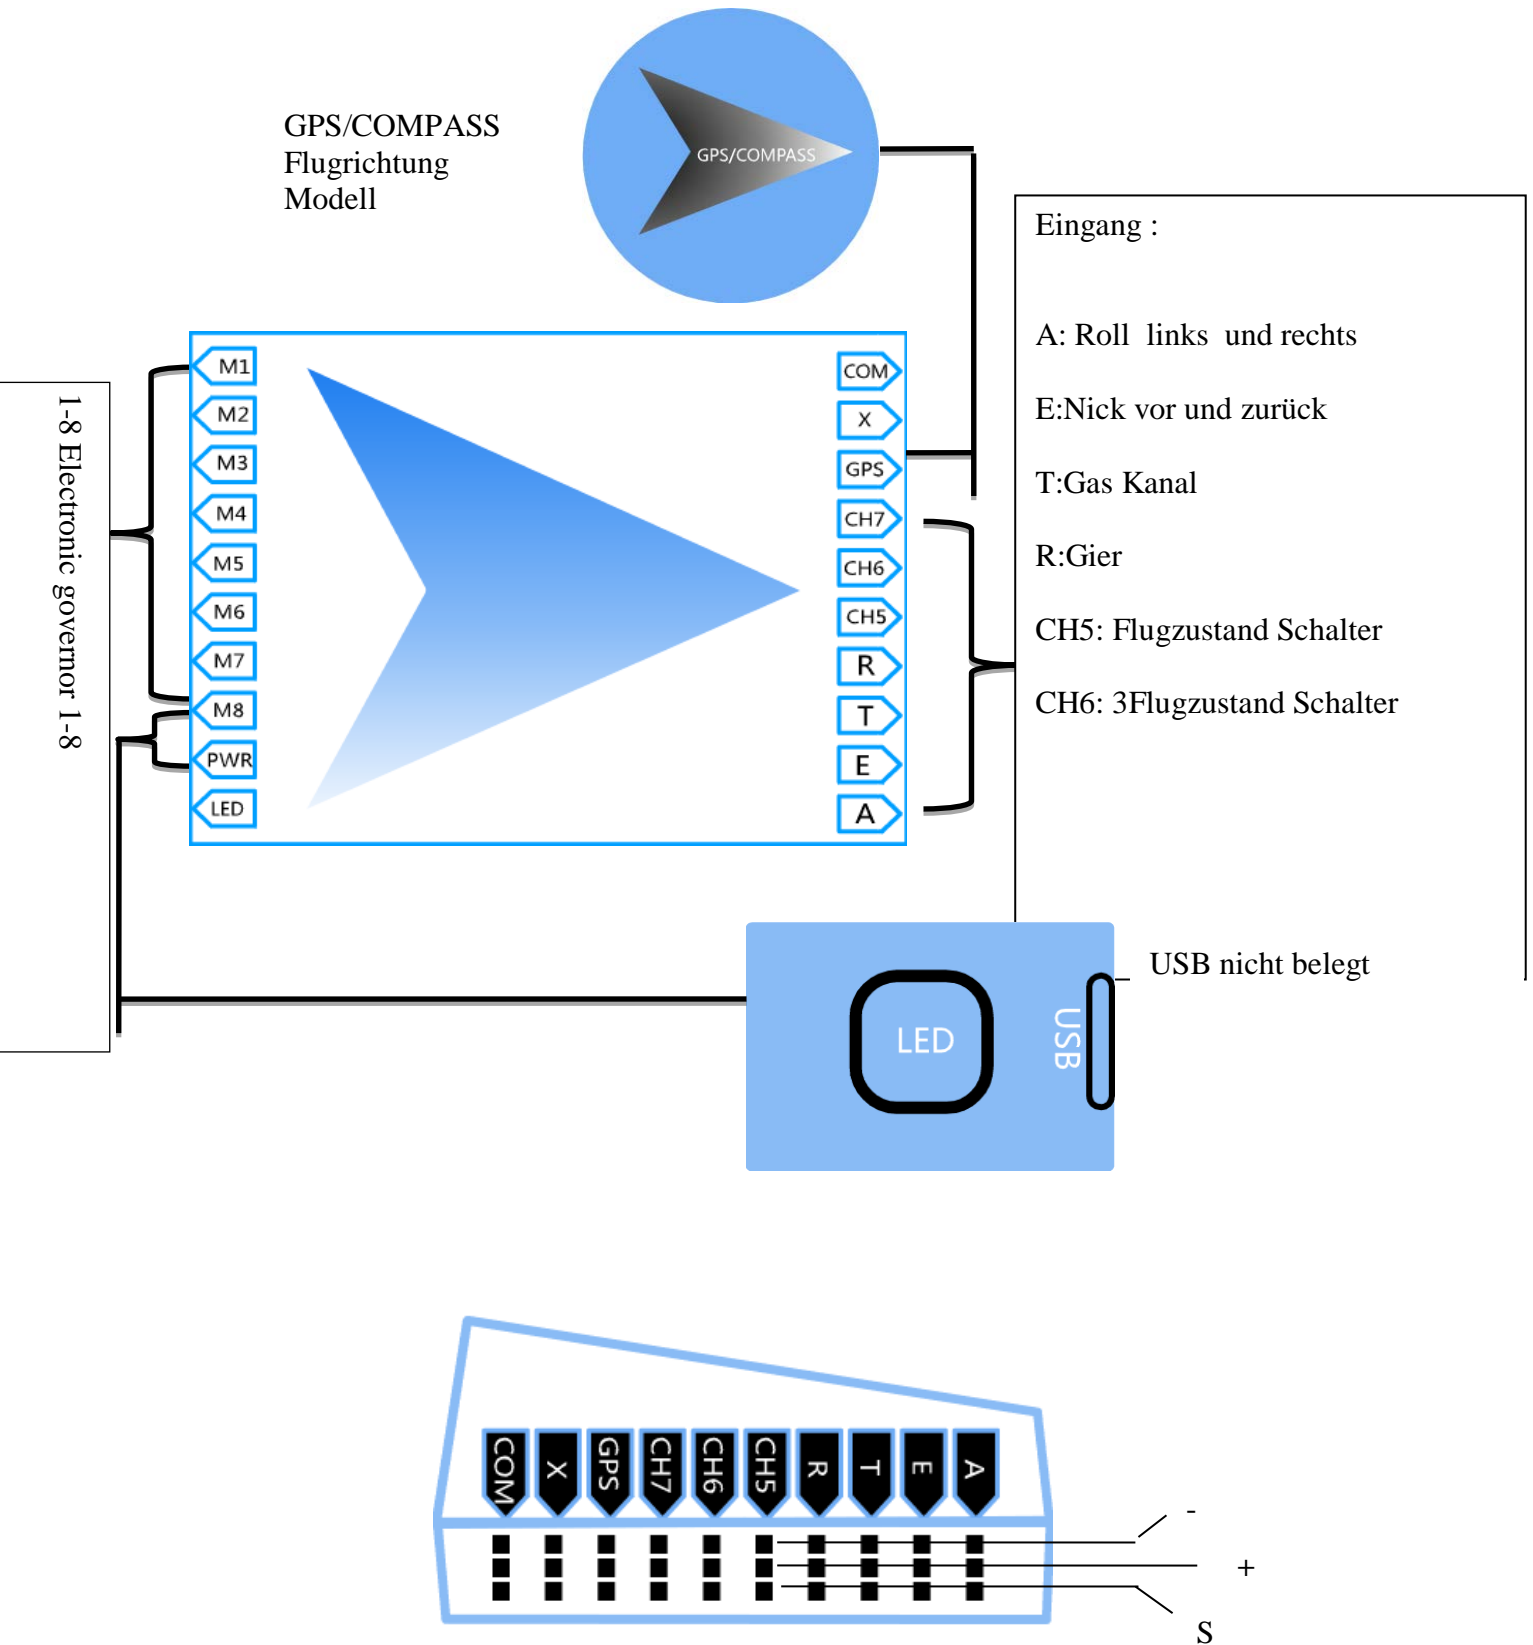 GPS/COMPASS
Flugrichtung
Modell
GPS/COMPASS
Eingang :
A: Roll links und rechts
E:Nick vor und zurück
T:Gas Kanal
R:Gier
CH5: Flugzustand Schalter
CH6: 3Flugzustand Schalter
1-8 Electronic governor 1-8
M1
M2
M3
M4
M5
M6
M7
M8
PWR
LED
COM
X
GPS
CH7
CH6
CH5
R
T
E
A
USB nicht belegt
LED
USB
COM
X
GPS
CH7
CH6
CH5
R
T
E
A
-
+
S